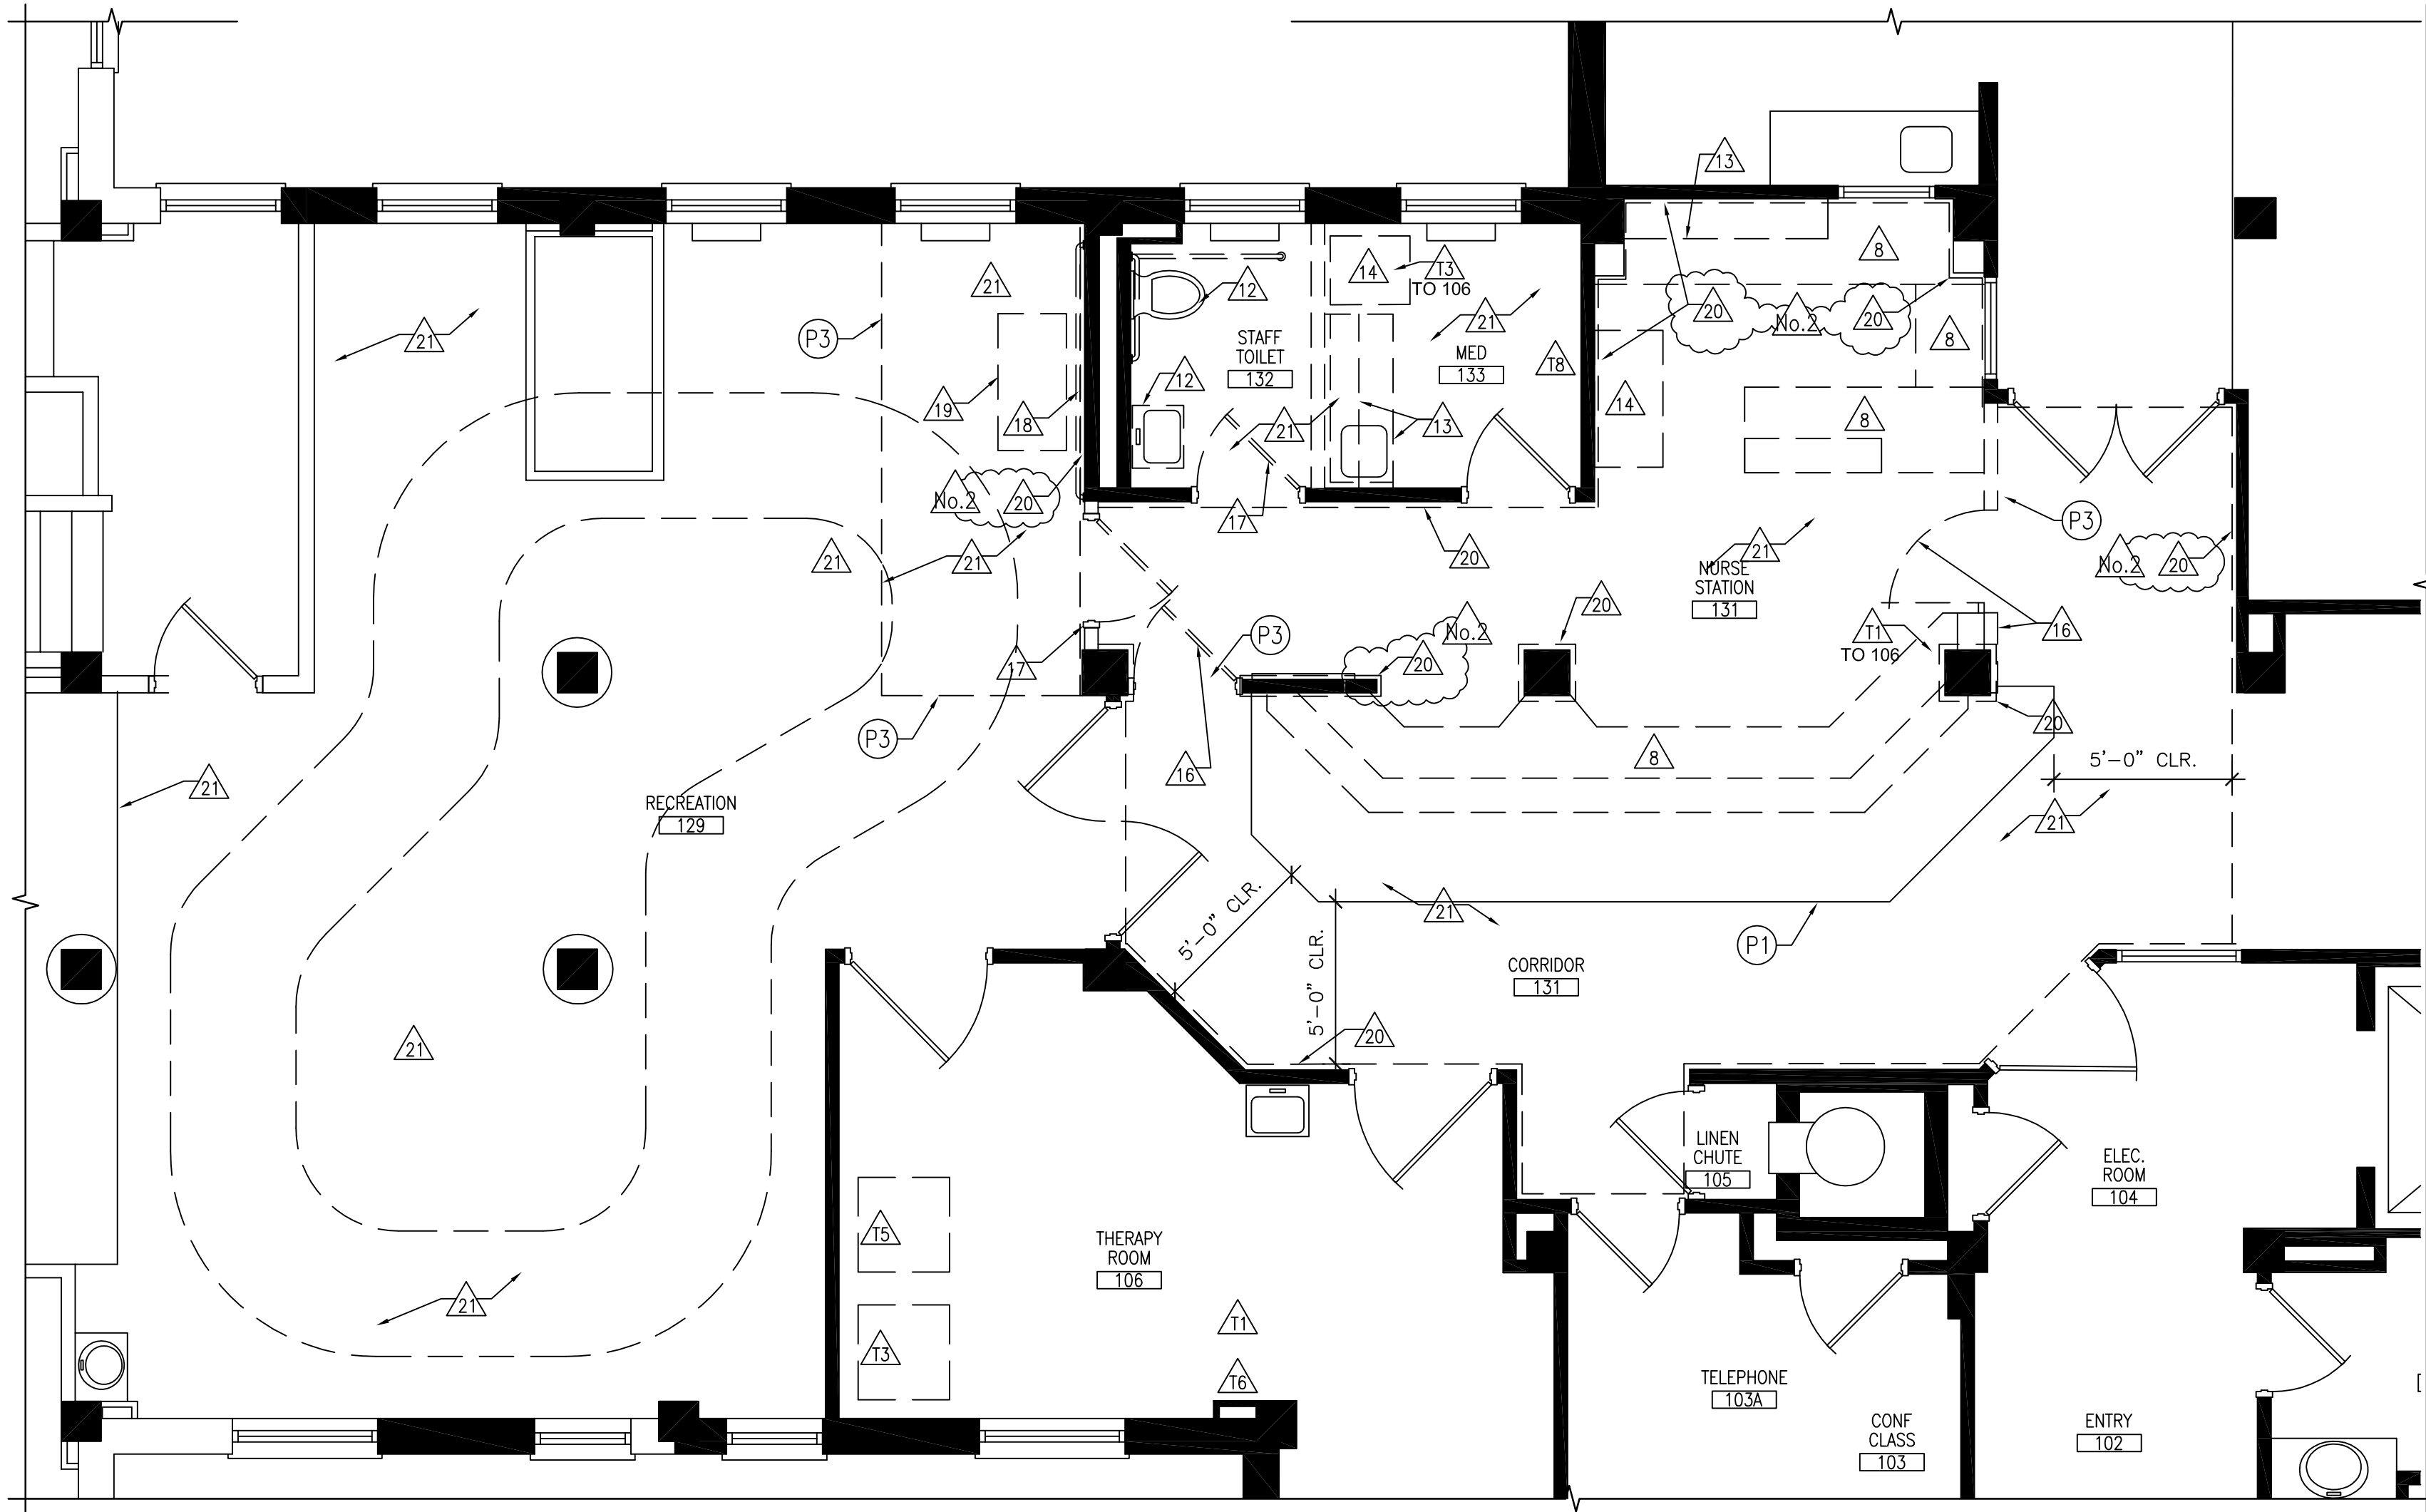 13
8
21
14
T3
TO 106
12
20
No.2
20
21
P3
21
STAFF
TOILET
132
MED
133
T8
8
12
19
18
21
13
14
8
No.2
20
17
P3
21
21
20
21
NURSE
STATION
131
No.2
20
20
17
P3
No.2
20
T1
TO 106
16
P3
16
20
8
5'-0" CLR.
21
RECREATION
129
21
5'-0" CLR.
21
P1
5'-0" CLR.
CORRIDOR
131
21
20
LINEN
CHUTE
105
ELEC.
ROOM
104
T5
THERAPY
ROOM
106
21
T1
T3
T6
TELEPHONE
103A
CONF
CLASS
103
ENTRY
102